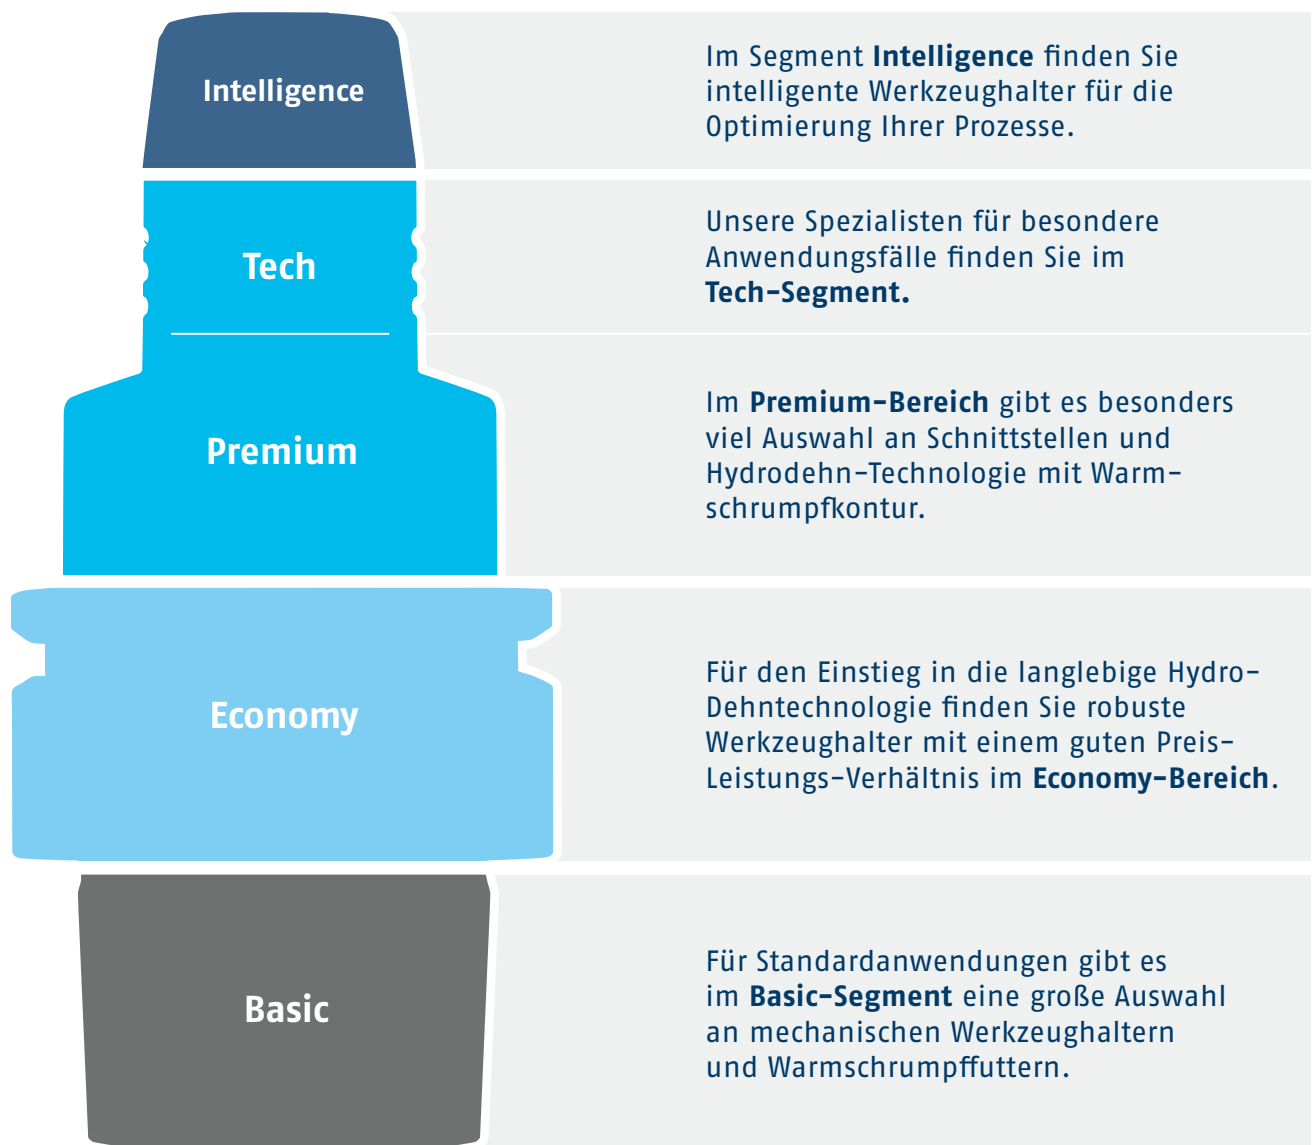 Intelligence
Im Segment Intelligence finden Sie
intelligente Werkzeughalter für die
Optimierung Ihrer Prozesse.
Tech
Unsere Spezialisten für besondere
Anwendungsfälle finden Sie im
Tech-Segment.
Premium
Im Premium-Bereich gibt es besonders
viel Auswahl an Schnittstellen und
Hydrodehn-Technologie mit Warm-
schrumpfkontur.
Economy
Für den Einstieg in die langlebige Hydro-
Dehntechnologie finden Sie robuste
Werkzeughalter mit einem guten Preis-
Leistungs-Verhältnis im Economy-Bereich.
Basic
Für Standardanwendungen gibt es
im Basic-Segment eine große Auswahl
an mechanischen Werkzeughaltern
und Warmschrumpffuttern.